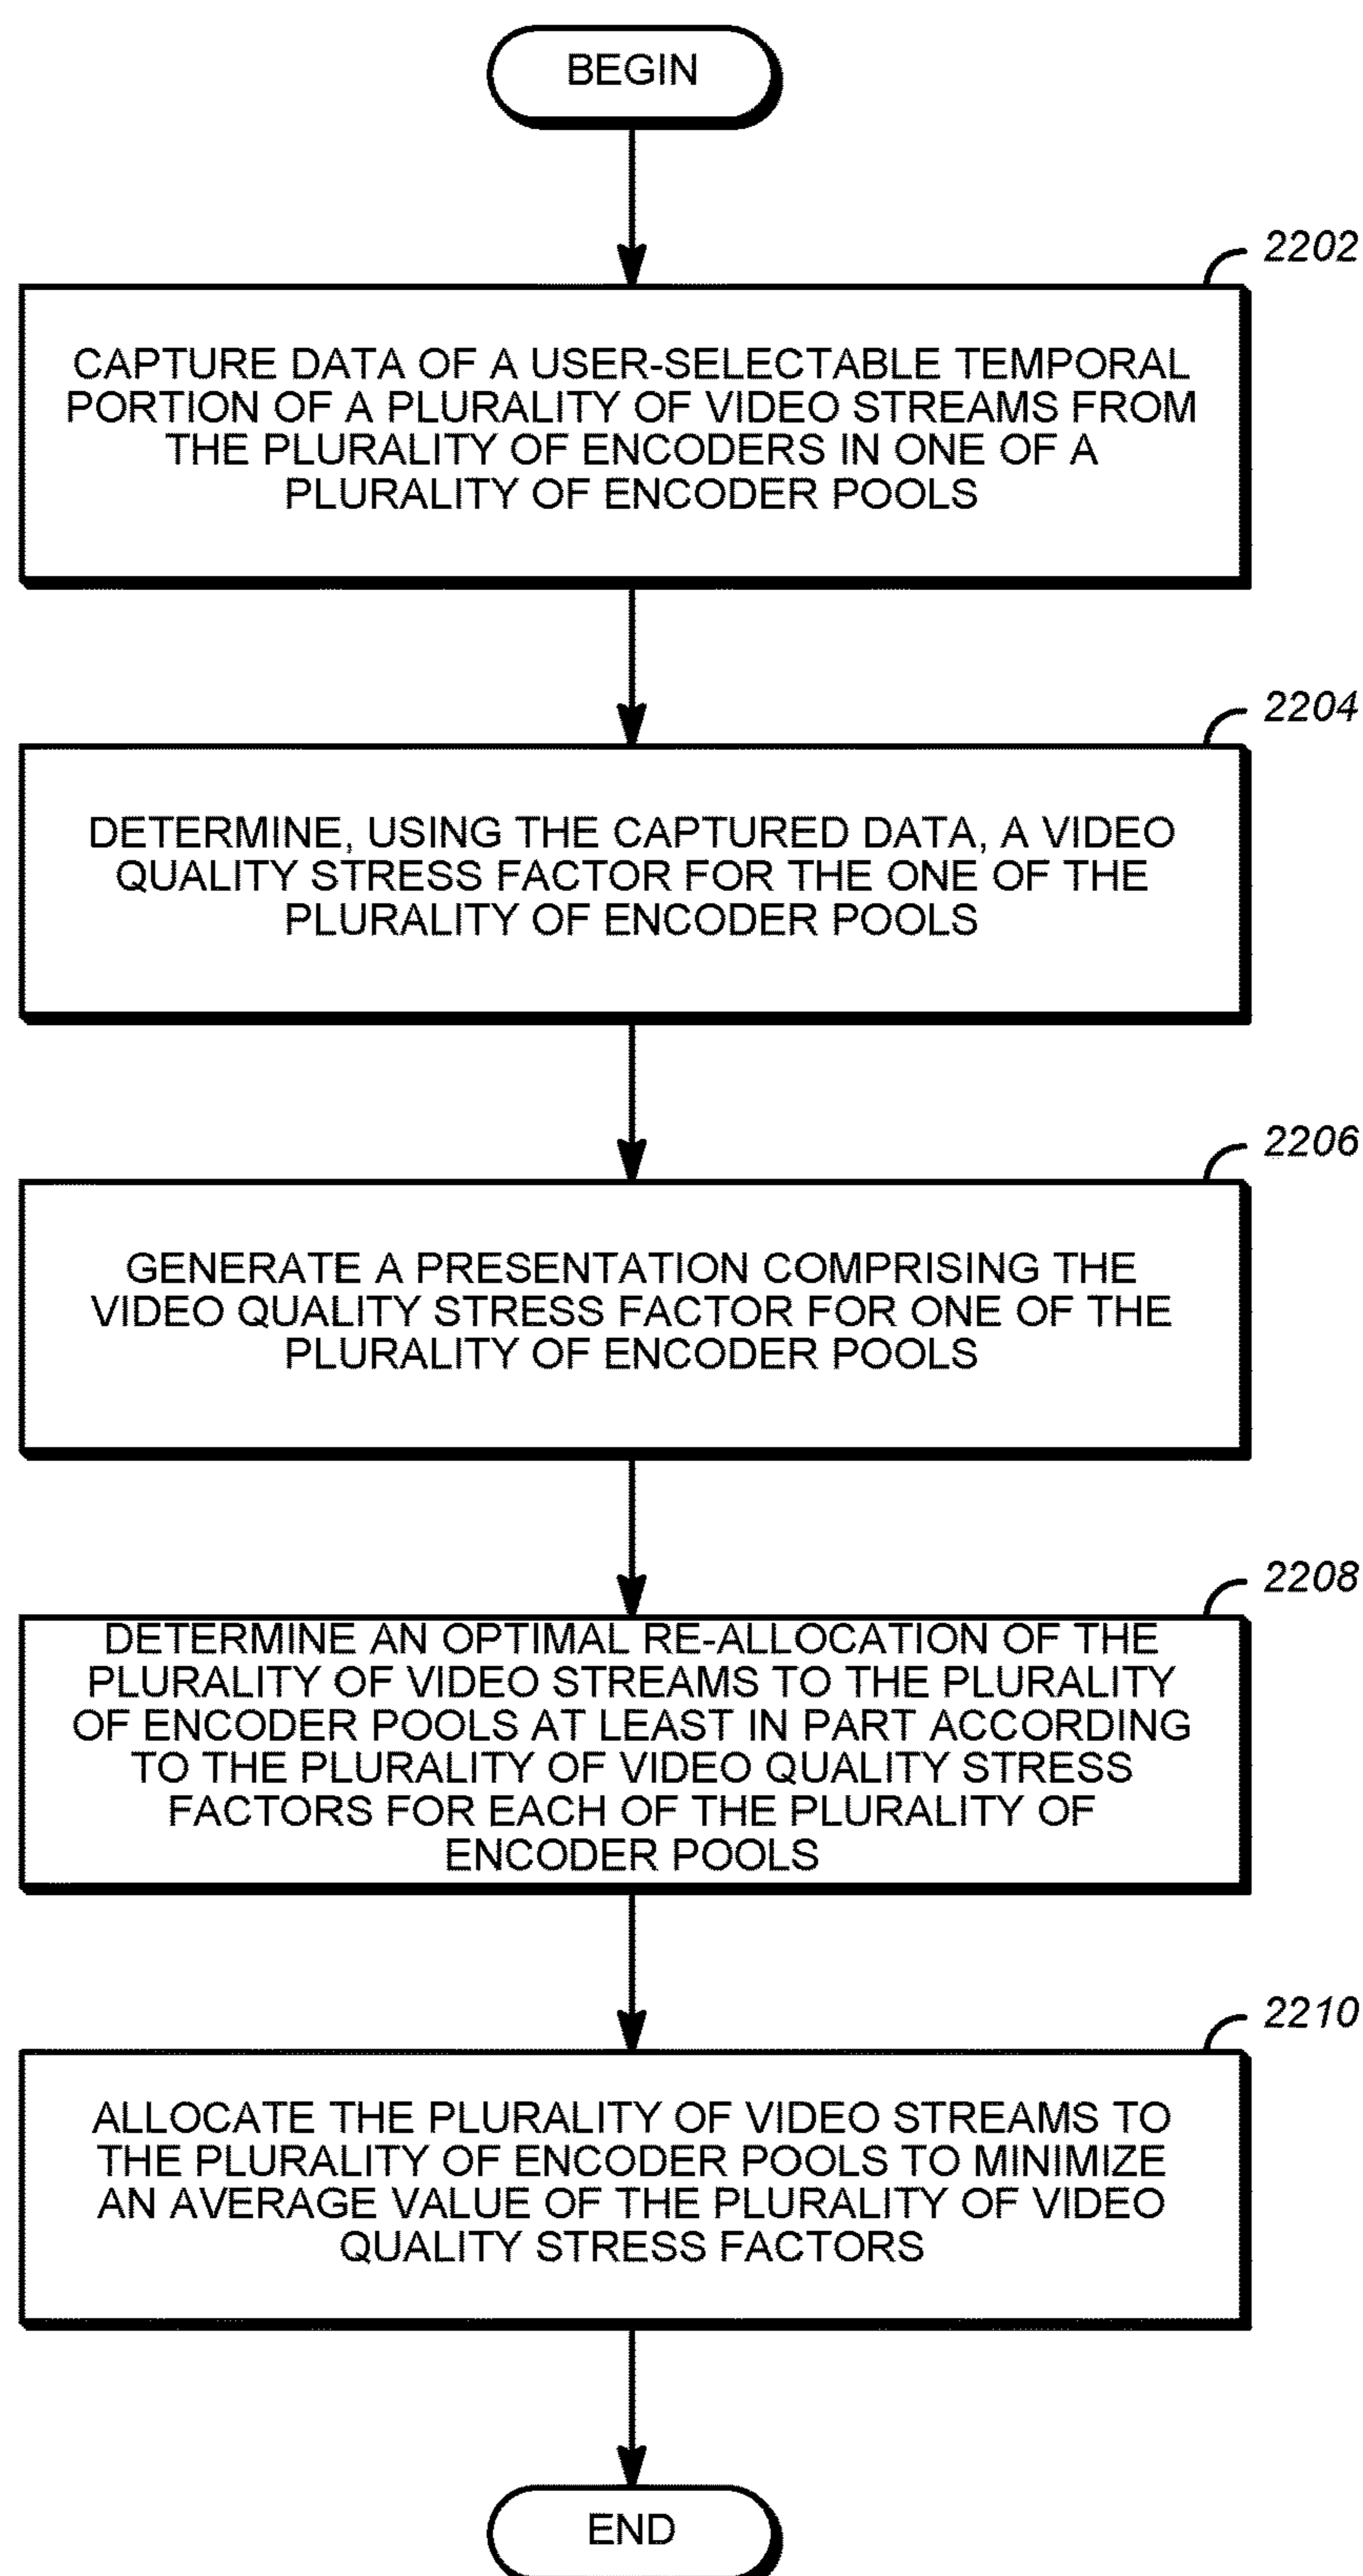 BEGIN
2202
CAPTURE DATA OF A USER-SELECTABLE TEMPORAL
PORTION OF A PLURALITY OF VIDEO STREAMS FROM
THE PLURALITY OF ENCODERS IN ONE OF A
PLURALITY OF ENCODER POOLS
2204
DETERMINE, USING THE CAPTURED DATA, A VIDEO
QUALITY STRESS FACTOR FOR THE ONE OF THE
PLURALITY OF ENCODER POOLS
2206
GENERATE A PRESENTATION COMPRISING THE
VIDEO QUALITY STRESS FACTOR FOR ONE OF THE
PLURALITY OF ENCODER POOLS
2208
DETERMINE AN OPTIMAL RE-ALLOCATION OF THE
PLURALITY OF VIDEO STREAMS TO THE PLURALITY
OF ENCODER POOLS AT LEAST IN PART ACCORDING
TO THE PLURALITY OF VIDEO QUALITY STRESS
FACTORS FOR EACH OF THE PLURALITY OF
ENCODER POOLS
2210
ALLOCATE THE PLURALITY OF VIDEO STREAMS TO
THE PLURALITY OF ENCODER POOLS TO MINIMIZE
AN AVERAGE VALUE OF THE PLURALITY OF VIDEO
QUALITY STRESS FACTORS
END